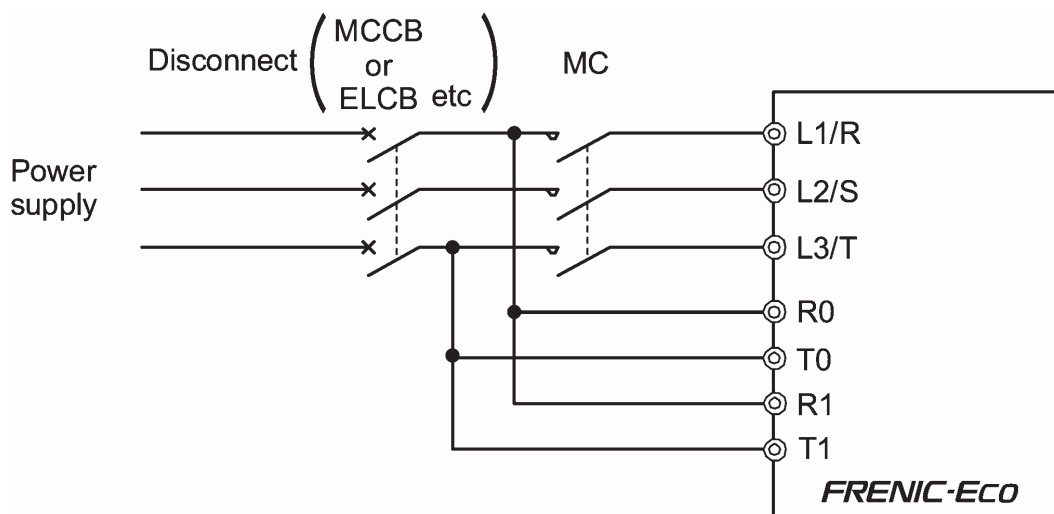 Disconnect
MCCB
or
ELCB etc
MC
Power
supply
L1/R
L2/S
L3/T
R0
T0
R1
T1
FRENIC-Eco